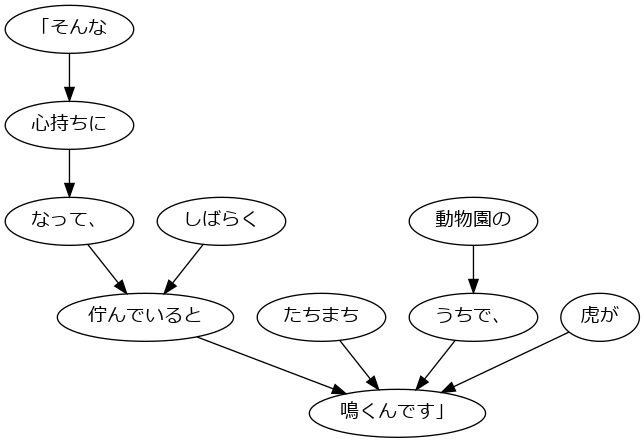 「そんな
心持ちに
なって、
しばらく
動物園の
佇んでいると
たちまち
うちで、
虎が
鳴くんです」